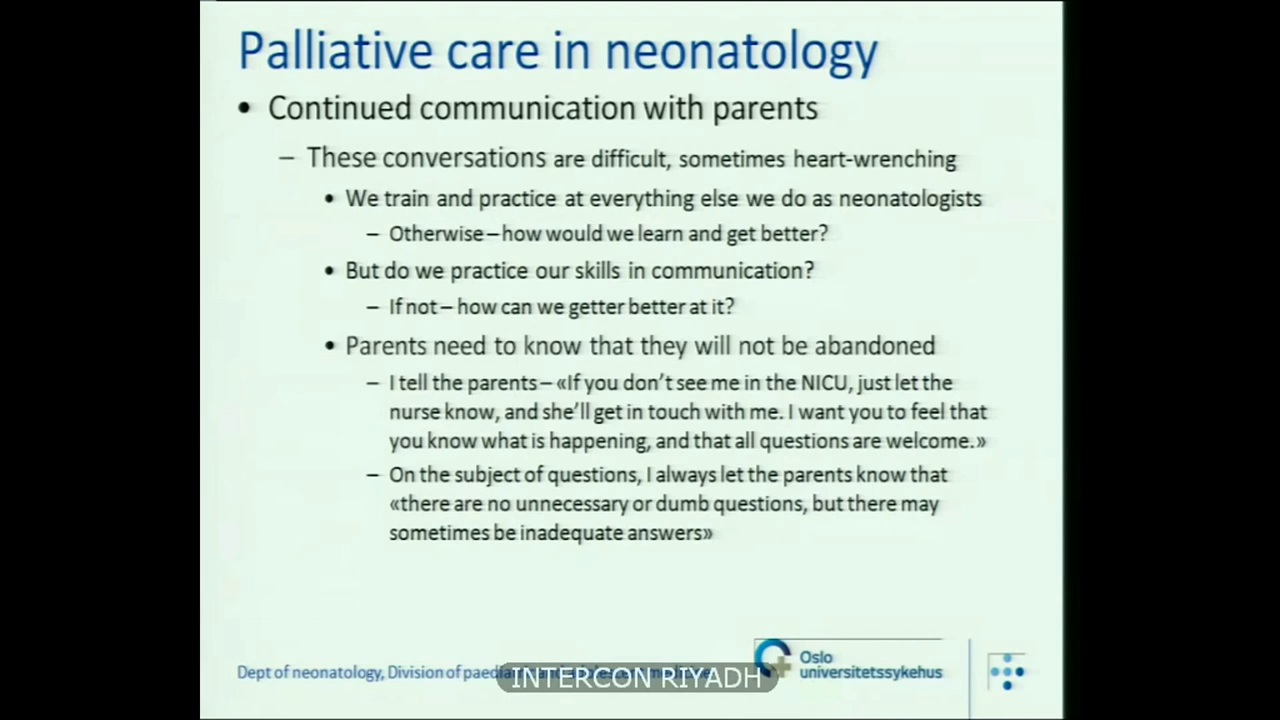 Palliative care in neonatology
• Continued communication with parents
– These conversations are difficult, sometimes heart-wrenching
• We train and practice at everything else we do as neonatologists
– Otherwise – how would we learn and get better?
• But do we practice our skills in communication?
– If not – how can we getter better at it?
• Parents need to know that they will not be abandoned
– I tell the parents – «If you don't see me in the NICU, just let the
nurse know, and she'll get in touch with me. I want you to feel that
you know what is happening, and that all questions are welcome.»
– On the subject of questions, I always let the parents know that
«there are no unnecessary or dumb questions, but there may
sometimes be inadequate answers»
Dept of neonatology, Division of
INTERCON RIYADH
Oslo
universitetssykehus